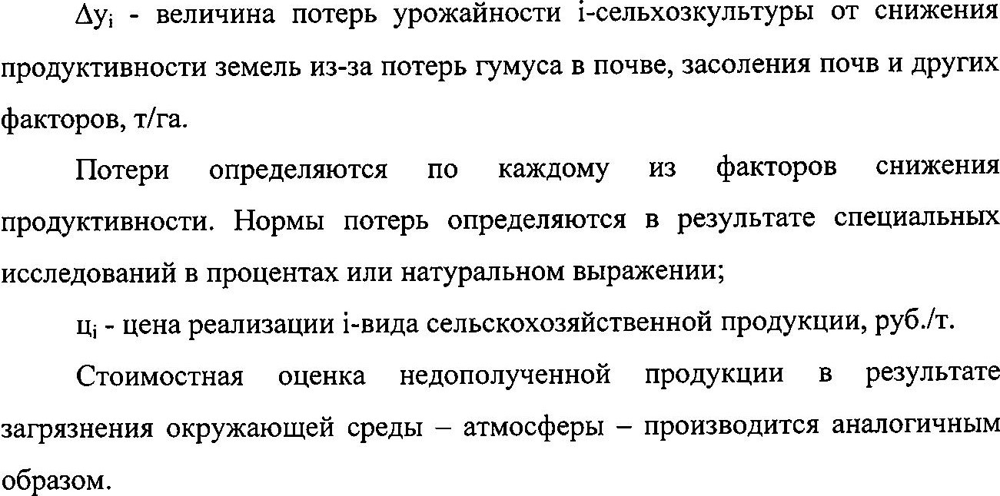 Δуᵢ - величина потерь урожайности i-сельхозкультуры от снижения
продуктивности земель из-за потерь гумуса в почве, засоления почв и других
факторов, т/га.
Потери определяются по каждому из факторов снижения
продуктивности. Нормы потерь определяются в результате специальных
исследований в процентах или натуральном выражении;
цᵢ - цена реализации i-вида сельскохозяйственной продукции, руб./т.
Стоимостная оценка недополученной продукции в результате
загрязнения окружающей среды – атмосферы – производится аналогичным
образом.